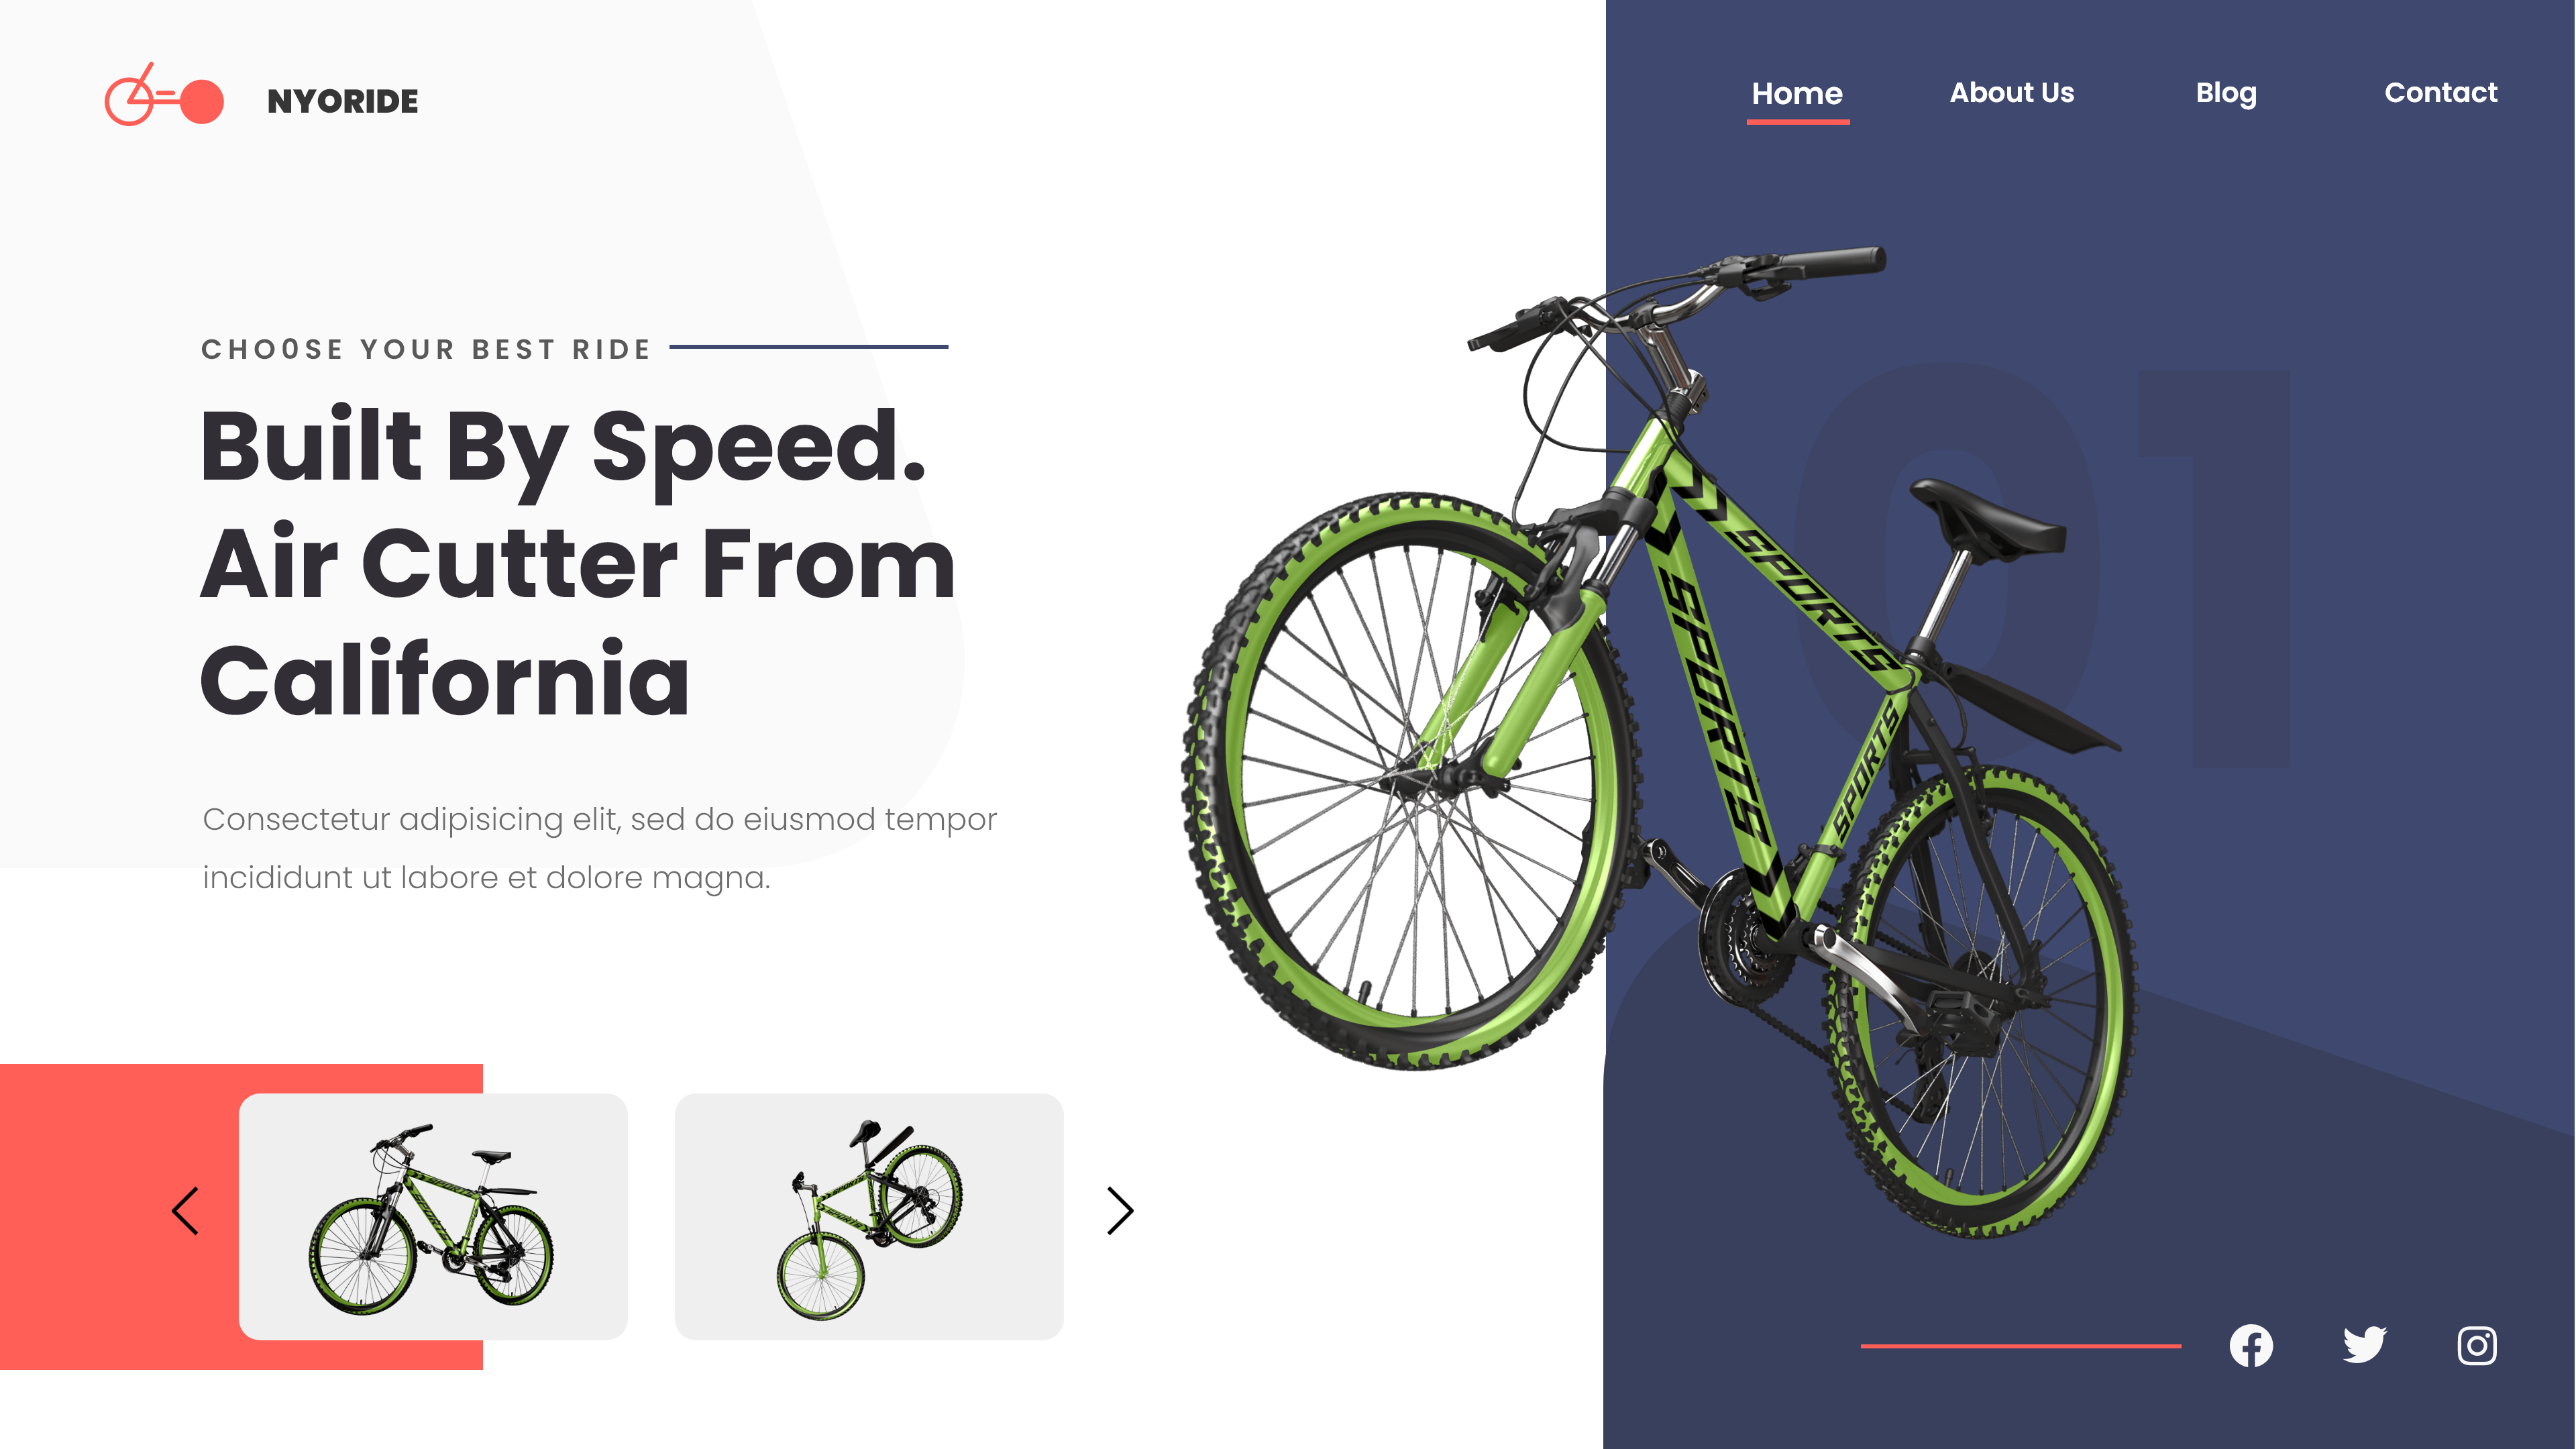 NYORIDE
Home
About Us
Blog
Contact
CHO0SE YOUR BEST RIDE
Built By Speed.
Air Cutter From
California
Consectetur adipisicing elit, sed do eiusmod tempor
incididunt ut labore et dolore magna.
01
SPORTS
SPORTS
SPORTS